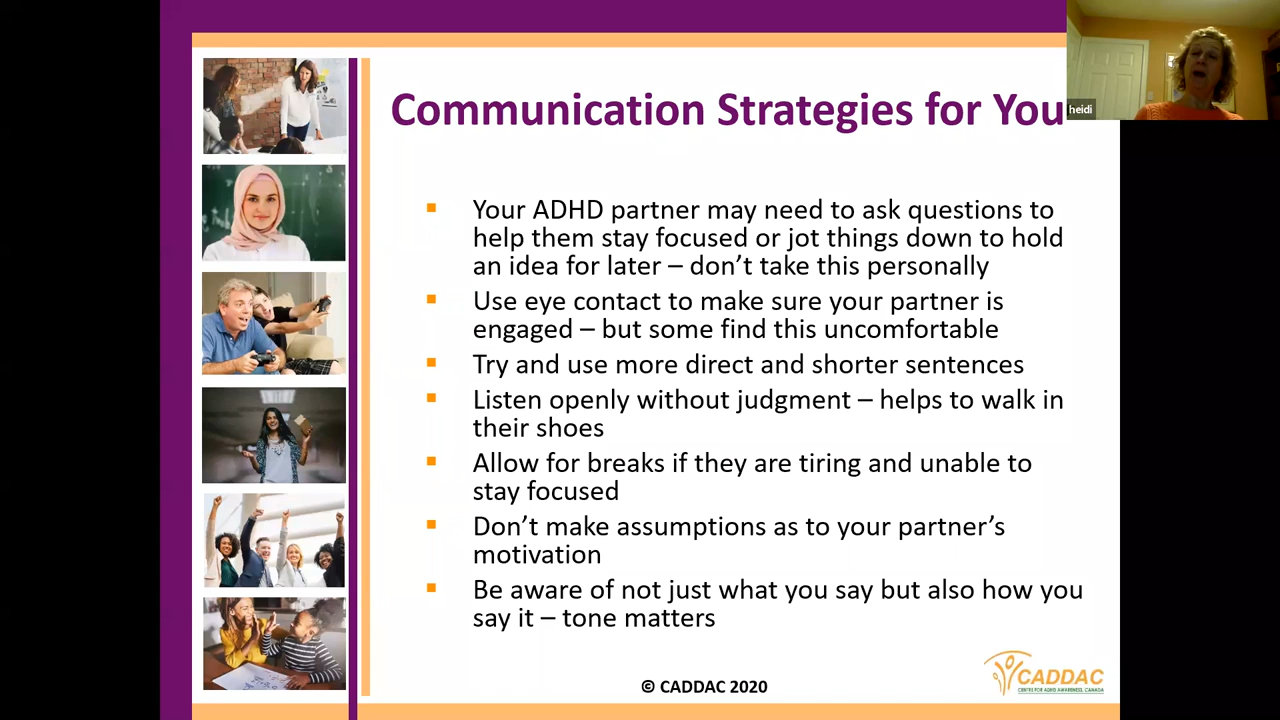 Communication Strategies for You
heidi
Your ADHD partner may need to ask questions to
help them stay focused or jot things down to hold
an idea for later – don’t take this personally
Use eye contact to make sure your partner is
engaged – but some find this uncomfortable
Try and use more direct and shorter sentences
Listen openly without judgment – helps to walk in
their shoes
Allow for breaks if they are tiring and unable to
stay focused
Don’t make assumptions as to your partner’s
motivation
Be aware of not just what you say but also how you
say it – tone matters
© CADDAC 2020
CADDAC
CENTRE FOR ADHD AWARENESS, CANADA